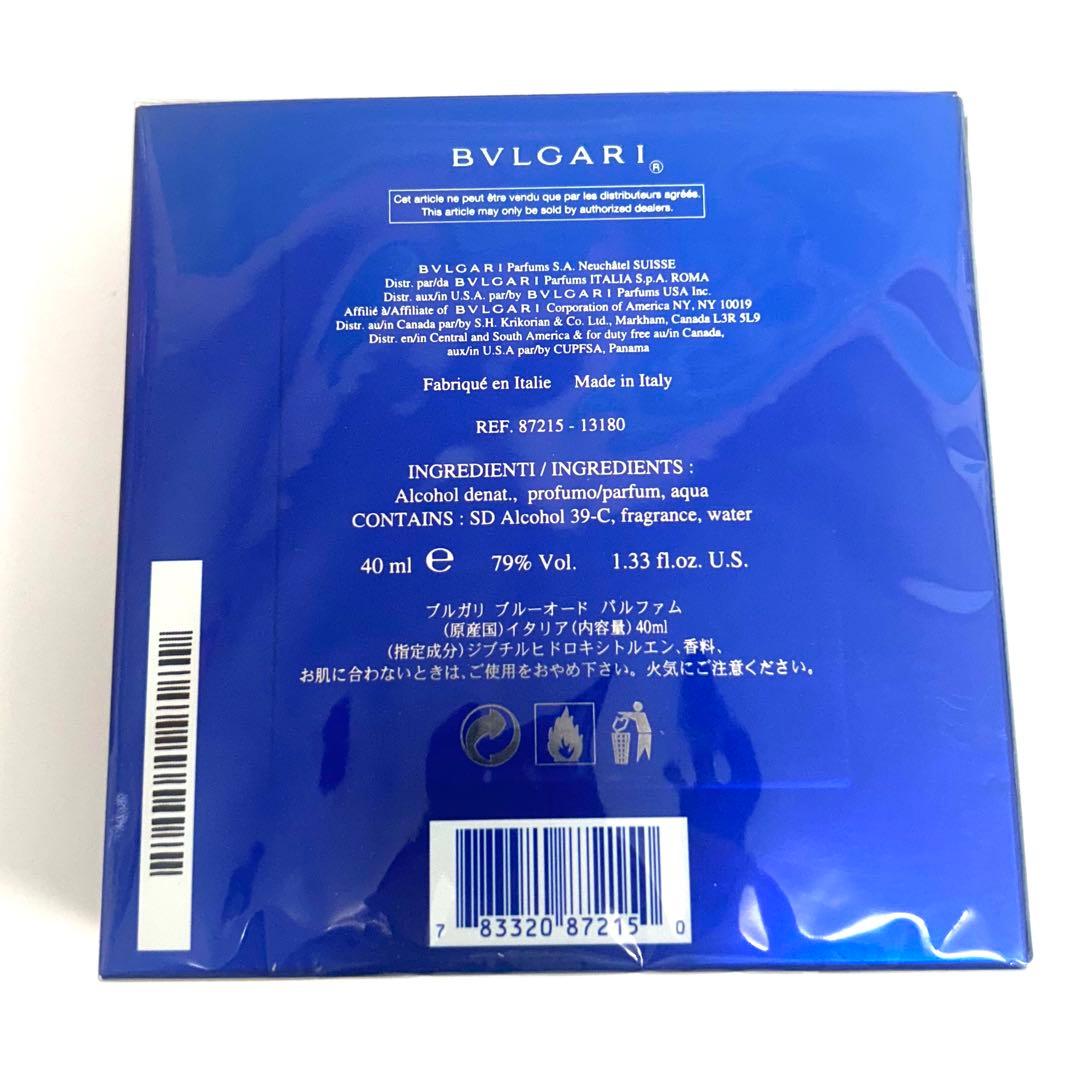 BVLGARI®
Cet article ne peut être vendu que par les distributeurs agréés.
This article may only be sold by authorized dealers.
BVLGARI Parfums S.A. Neuchâtel SUISSE
Distr. par/da BVLGARI Parfums ITALIA S.p.A. ROMA
Distr. aux/in U.S.A. par/by BVLGARI Parfums USA Inc.
Affilié à/Affiliate of BVLGARI Corporation of America NY, NY 10019
Distr. au/in Canada par/by S.H. Krikorian & Co. Ltd., Markham, Canada L3R 5L9
Distr. en/in Central and South America & for duty free au/in Canada,
aux/in U.S.A par/by CUPFSA, Panama
Fabriqué en Italie Made in Italy
REF. 87215 - 13180
INGREDIENTI / INGREDIENTS :
Alcohol denat., profumo/parfum, aqua
CONTAINS : SD Alcohol 39-C, fragrance, water
40 ml ℮ 79% Vol. 1.33 fl.oz. U.S.
ブルガリ ブルーオード パルファム
(原産国)イタリア(内容量)40ml
(指定成分)ジブチルヒドロキシトルエン、香料、
お肌に合わないときは、ご使用をおやめ下さい。火気にご注意ください。
7 83320 87215 0